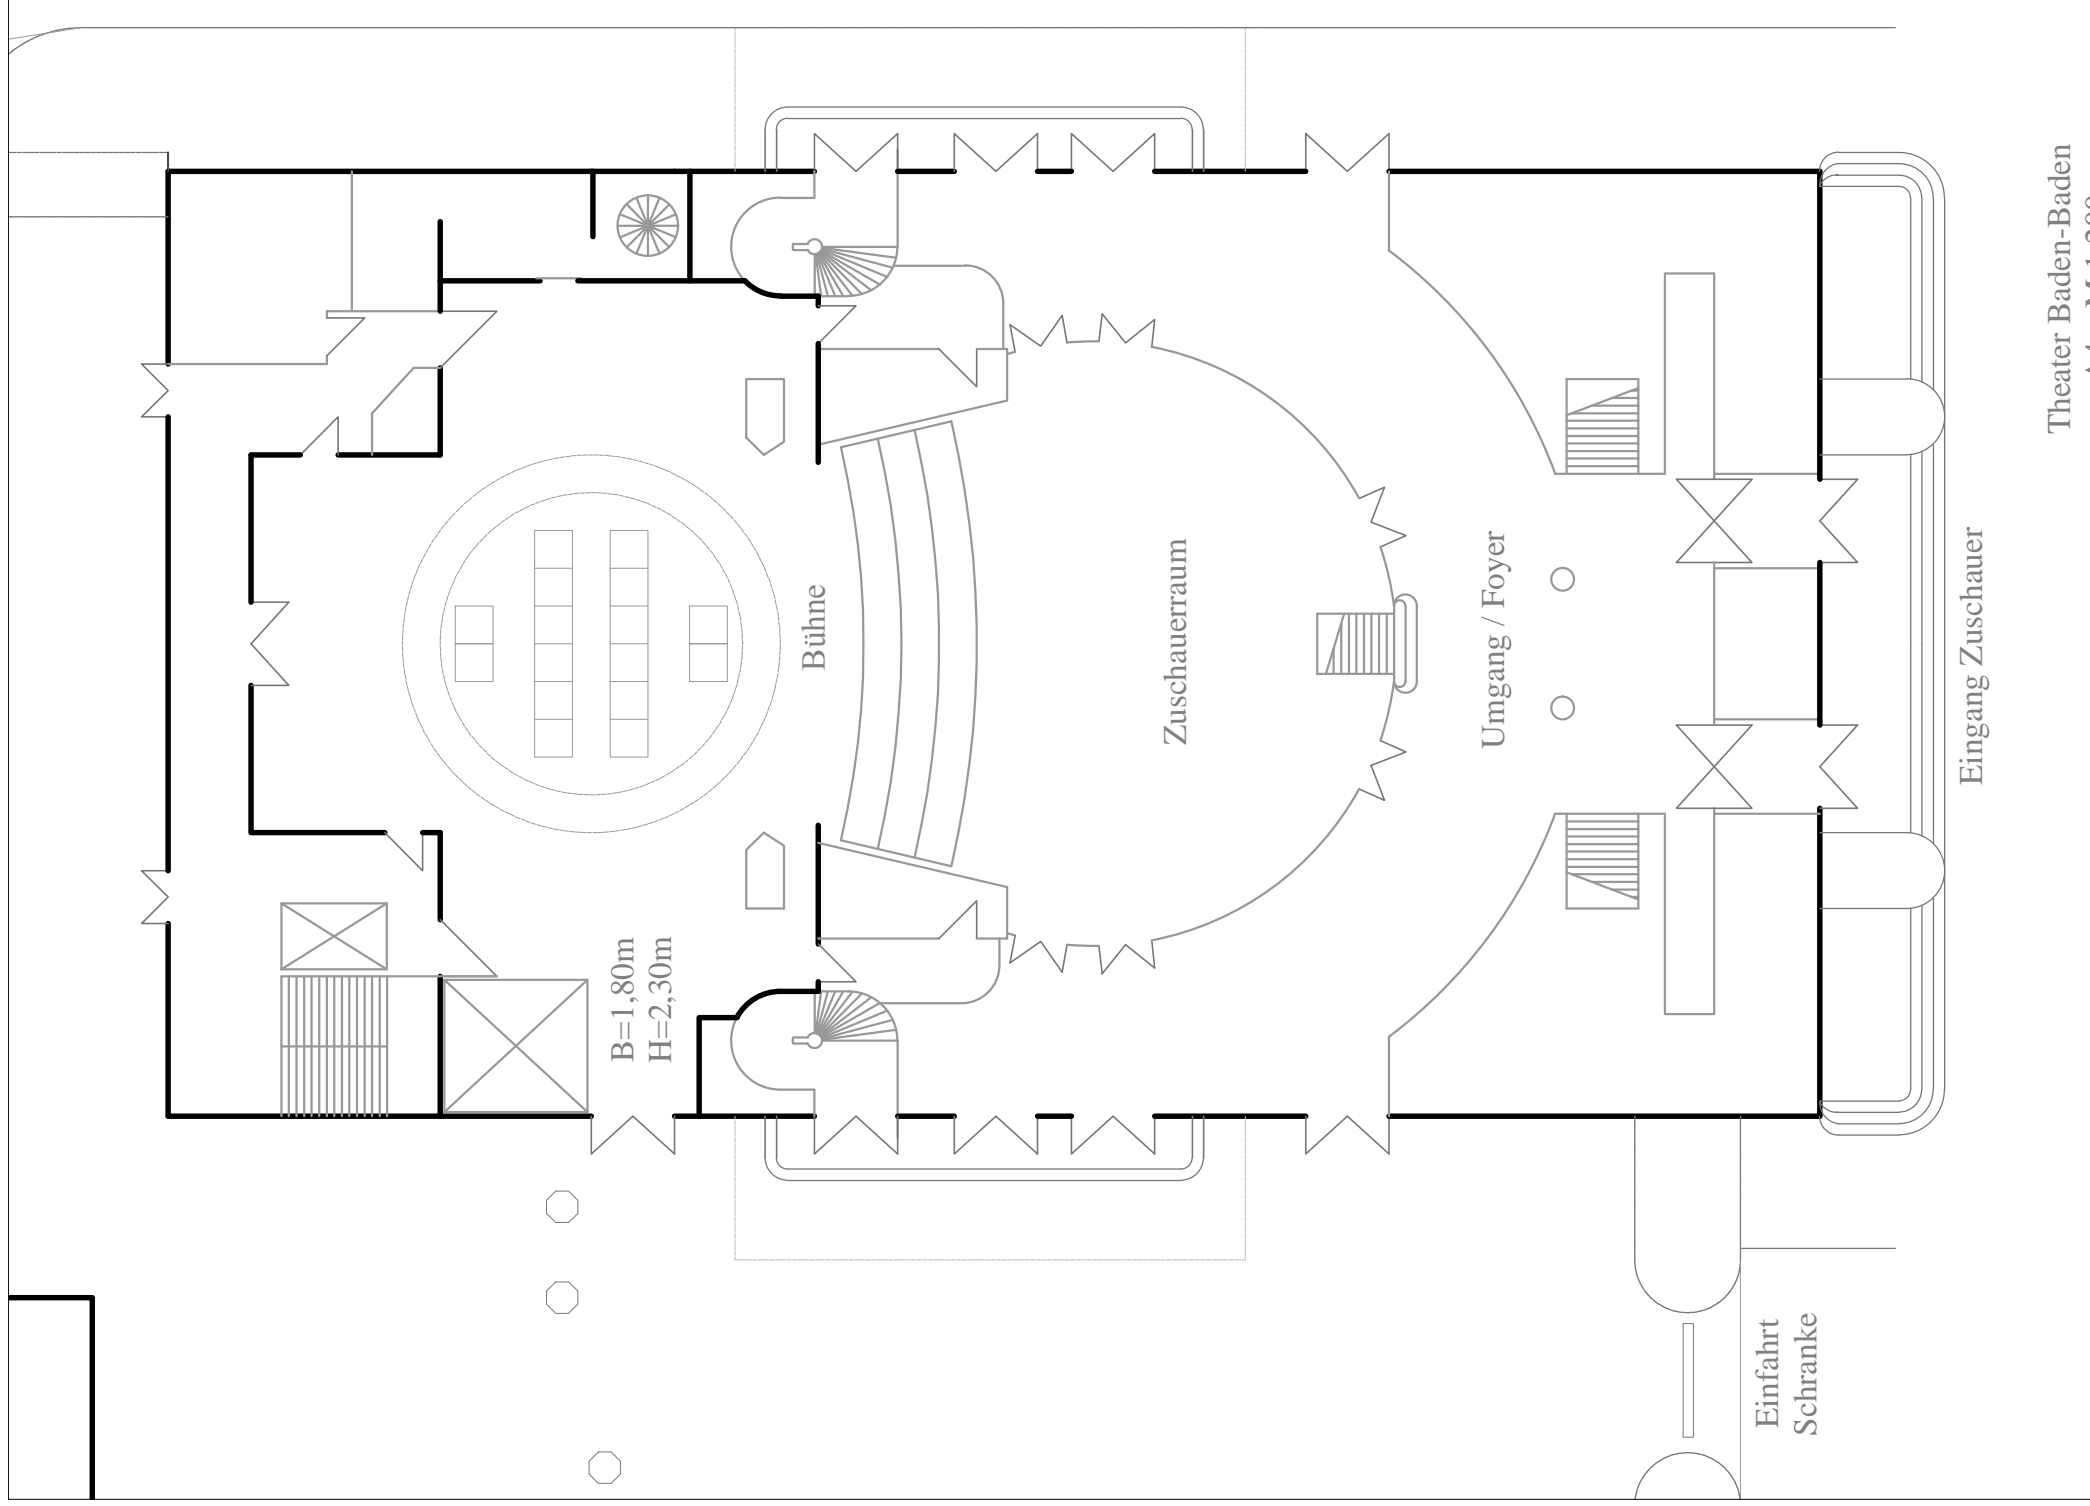 Bühne
Zuschauerraum
Umgang / Foyer
Eingang Zuschauer
B=1,80m
H=2,30m
Einfahrt
Schranke
Theater Baden-Baden